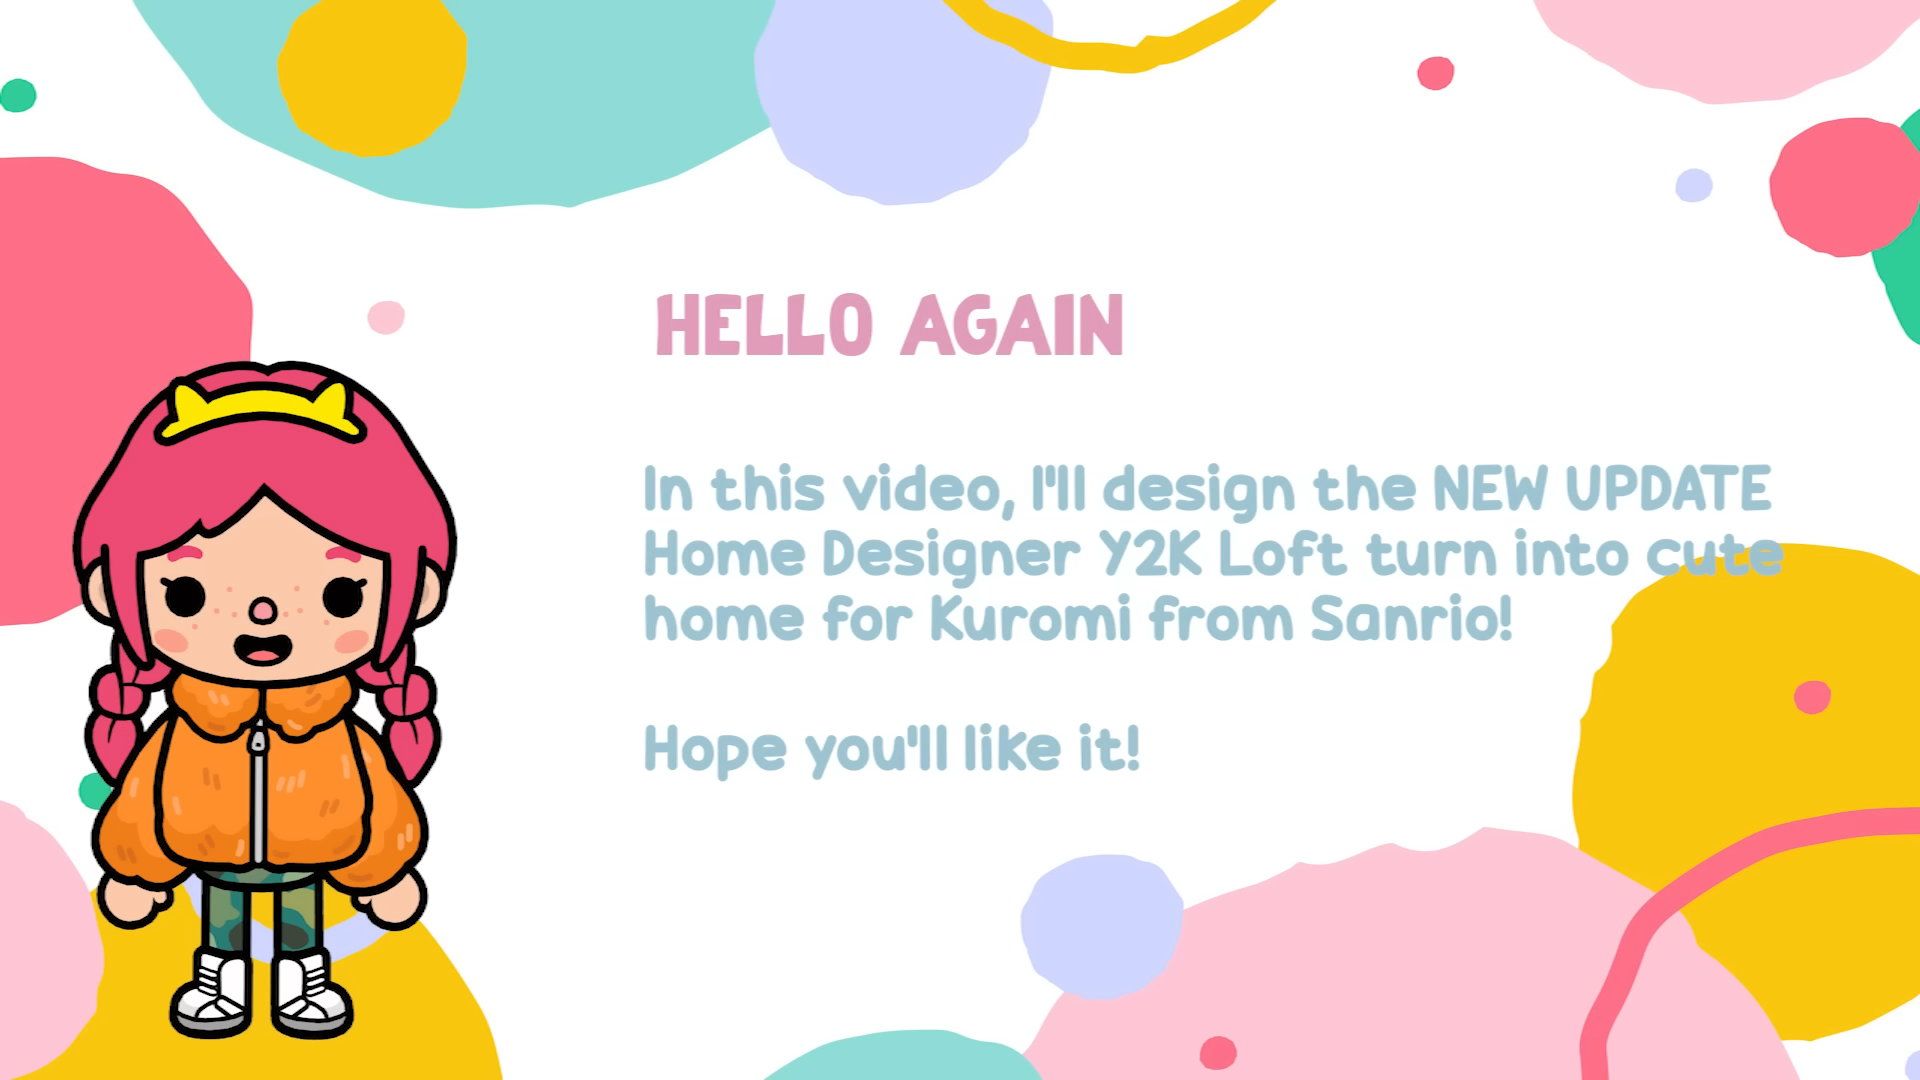 HELLO AGAIN
In this video, I'll design the NEW UPDATE
Home Designer Y2K Loft turn into cute
home for Kuromi from Sanrio!
Hope you'll like it!